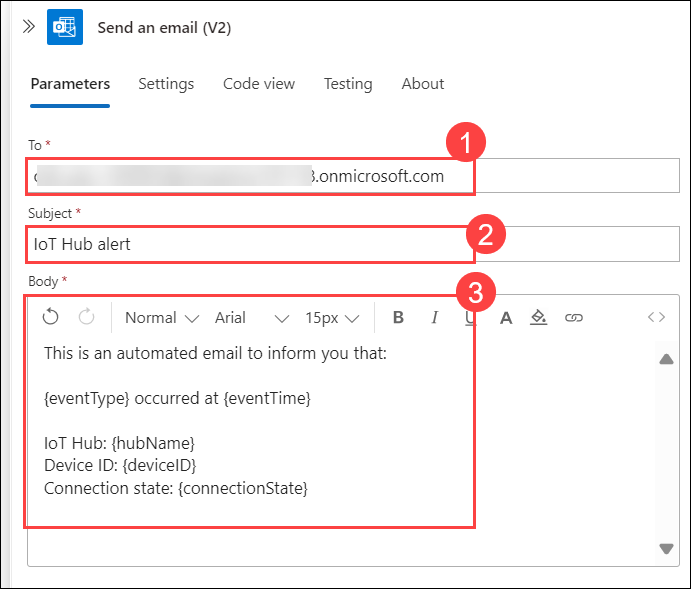 Send an email (V2)
Parameters Settings Code view Testing About
To *
1
.onmicrosoft.com
Subject *
2
IoT Hub alert
Body *
3
Normal Arial 15px B I U A
This is an automated email to inform you that:
{eventType} occurred at {eventTime}
IoT Hub: {hubName}
Device ID: {deviceID}
Connection state: {connectionState}